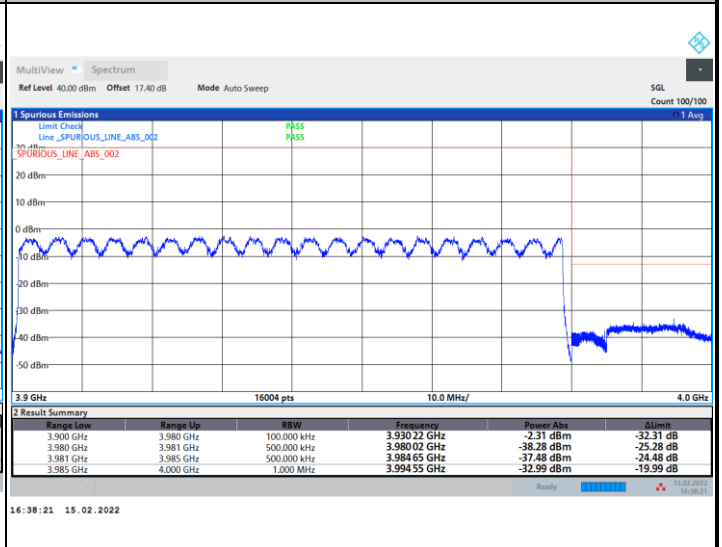 MultiView Spectrum
Ref Level 40.00 dBm Offset 17.40 dB Mode Auto Sweep SGL
Count 100/100
1 Spurious Emissions 1 Avg
Limit Check PASS
Line _SPURIOUS_LINE_ABS_002 PASS
30 dBm
_SPURIOUS_LINE_ABS_002
20 dBm
10 dBm
0 dBm
-10 dBm
-20 dBm
-30 dBm
-40 dBm
-50 dBm
3.9 GHz 16004 pts 10.0 MHz/ 4.0 GHz
2 Result Summary
Range Low Range Up RBW Frequency Power Abs ΔLimit
3.900 GHz 3.980 GHz 100.000 kHz 3.930 22 GHz -2.31 dBm -32.31 dB
3.980 GHz 3.981 GHz 500.000 kHz 3.980 02 GHz -38.28 dBm -25.28 dB
3.981 GHz 3.985 GHz 500.000 kHz 3.984 65 GHz -37.48 dBm -24.48 dB
3.985 GHz 4.000 GHz 1.000 MHz 3.994 55 GHz -32.99 dBm -19.99 dB
Ready 15.02.2022
16:38:21
16:38:21 15.02.2022